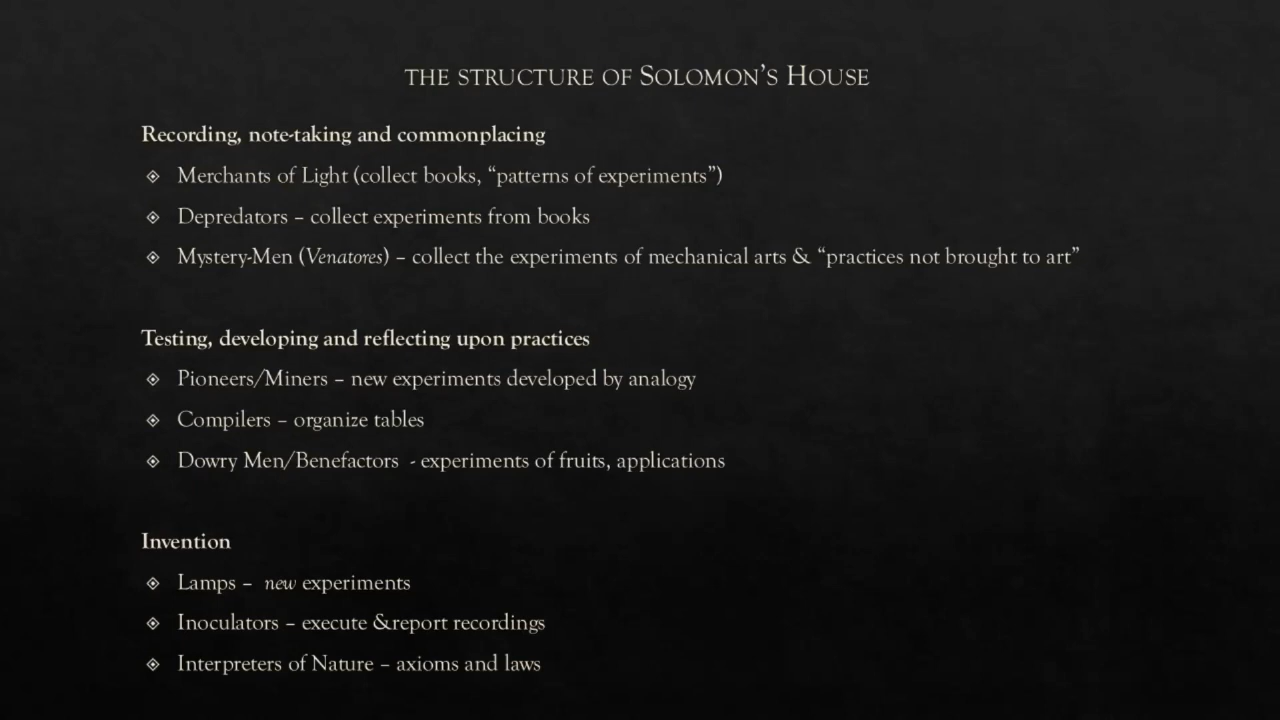 THE STRUCTURE OF SOLOMON’S HOUSE
Recording, note-taking and commonplacing
Merchants of Light (collect books, “patterns of experiments”)
Depredators – collect experiments from books
Mystery-Men (Venatores) – collect the experiments of mechanical arts & “practices not brought to art”
Testing, developing and reflecting upon practices
Pioneers/Miners – new experiments developed by analogy
Compilers – organize tables
Dowry Men/Benefactors - experiments of fruits, applications
Invention
Lamps – new experiments
Inoculators – execute &report recordings
Interpreters of Nature – axioms and laws